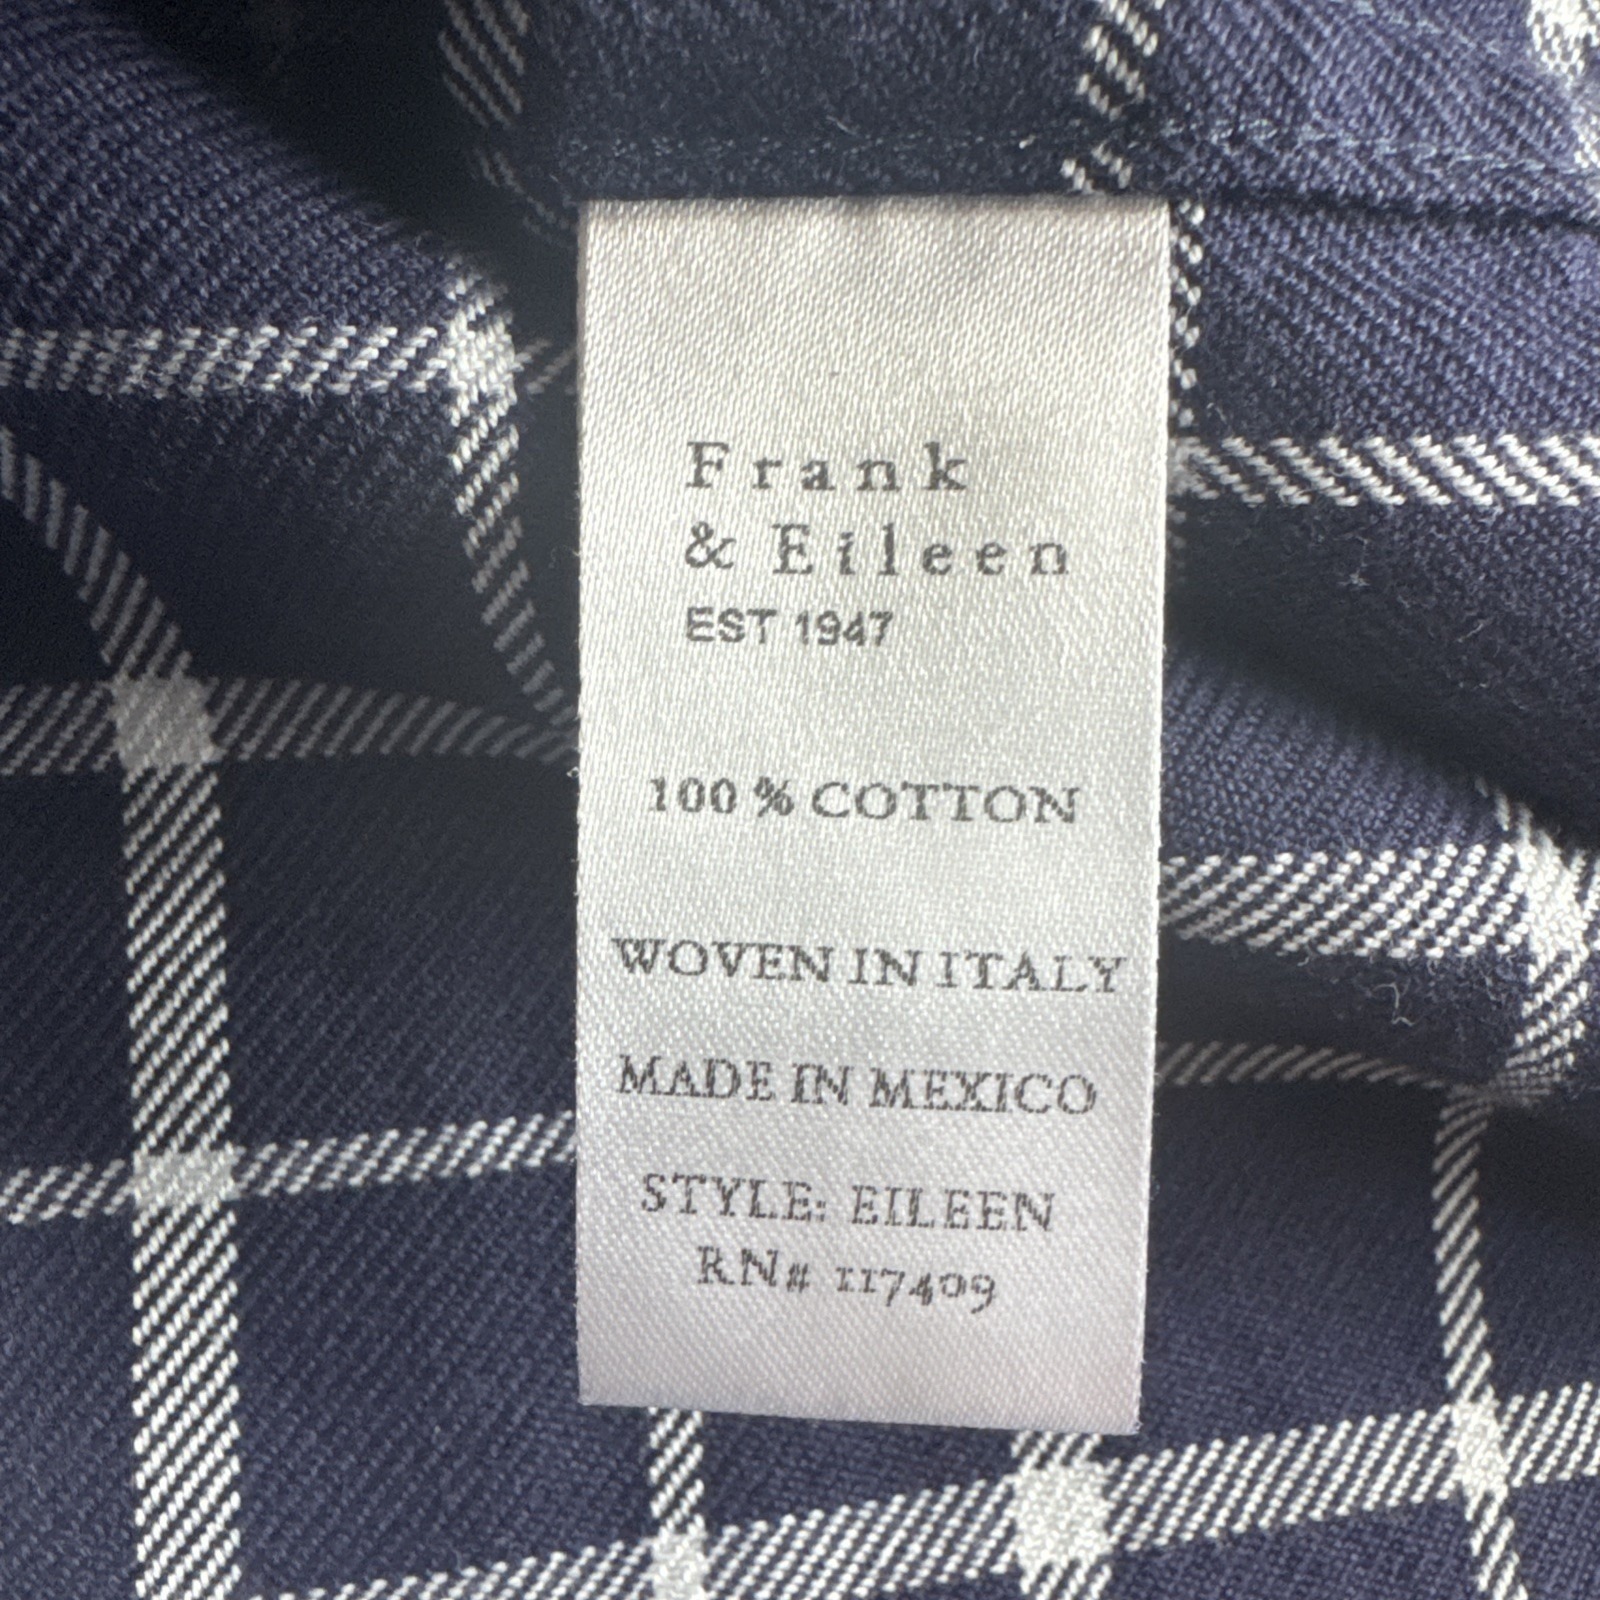 Frank
& Eileen
EST 1947
100 % COTTON
WOVEN IN ITALY
MADE IN MEXICO
STYLE: EILEEN
RN# 117409